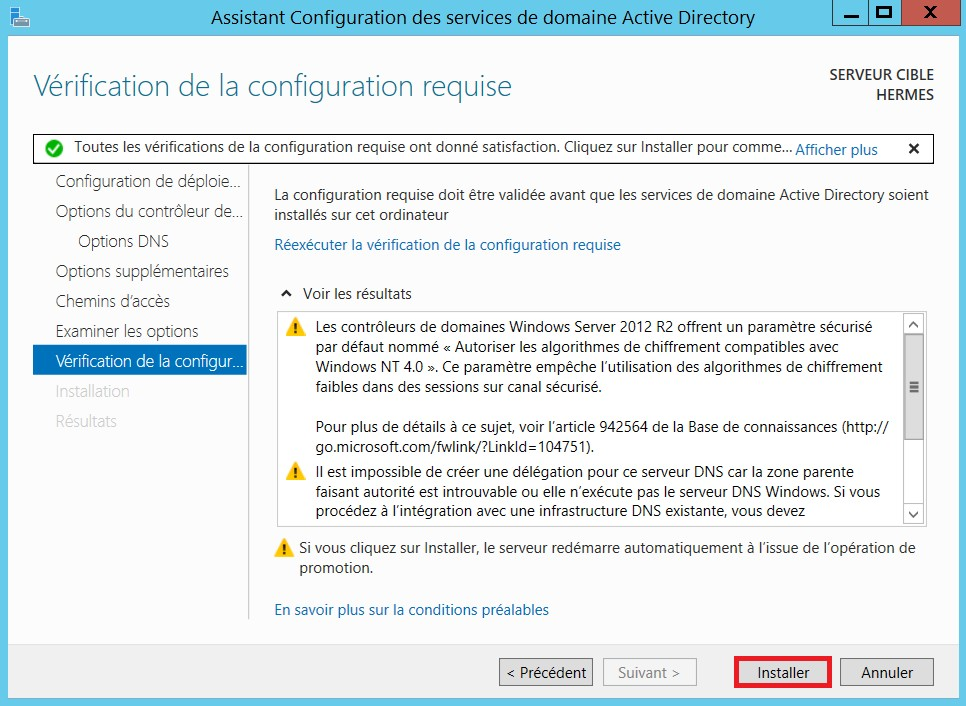 Assistant Configuration des services de domaine Active Directory
Vérification de la configuration requise
SERVEUR CIBLE
HERMES
Toutes les vérifications de la configuration requise ont donné satisfaction. Cliquez sur Installer pour comme... Afficher plus
Configuration de déploie...
Options du contrôleur de...
Options DNS
Options supplémentaires
Chemins d'accès
Examiner les options
Vérification de la configur...
Installation
Résultats
La configuration requise doit être validée avant que les services de domaine Active Directory soient
installés sur cet ordinateur
Réexécuter la vérification de la configuration requise
Voir les résultats
Les contrôleurs de domaines Windows Server 2012 R2 offrent un paramètre sécurisé
par défaut nommé « Autoriser les algorithmes de chiffrement compatibles avec
Windows NT 4.0 ». Ce paramètre empêche l'utilisation des algorithmes de chiffrement
faibles dans des sessions sur canal sécurisé.
Pour plus de détails à ce sujet, voir l'article 942564 de la Base de connaissances (http://
go.microsoft.com/fwlink/?LinkId=104751).
Il est impossible de créer une délégation pour ce serveur DNS car la zone parente
faisant autorité est introuvable ou elle n'exécute pas le serveur DNS Windows. Si vous
procédez à l'intégration avec une infrastructure DNS existante, vous devez
Si vous cliquez sur Installer, le serveur redémarre automatiquement à l'issue de l'opération de
promotion.
En savoir plus sur la conditions préalables
< Précédent
Suivant >
Installer
Annuler